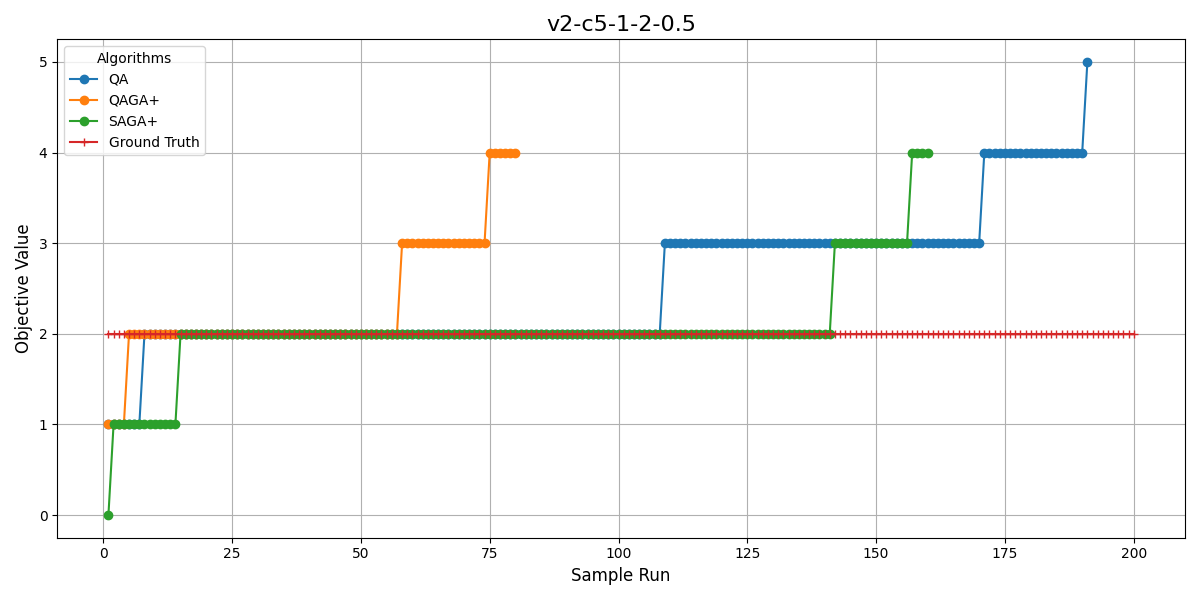 v2-c5-1-2-0.5
Algorithms
QA
QAGA+
SAGA+
Ground Truth
Objective Value
5
4
3
2
1
0
0 25 50 75 100 125 150 175 200
Sample Run